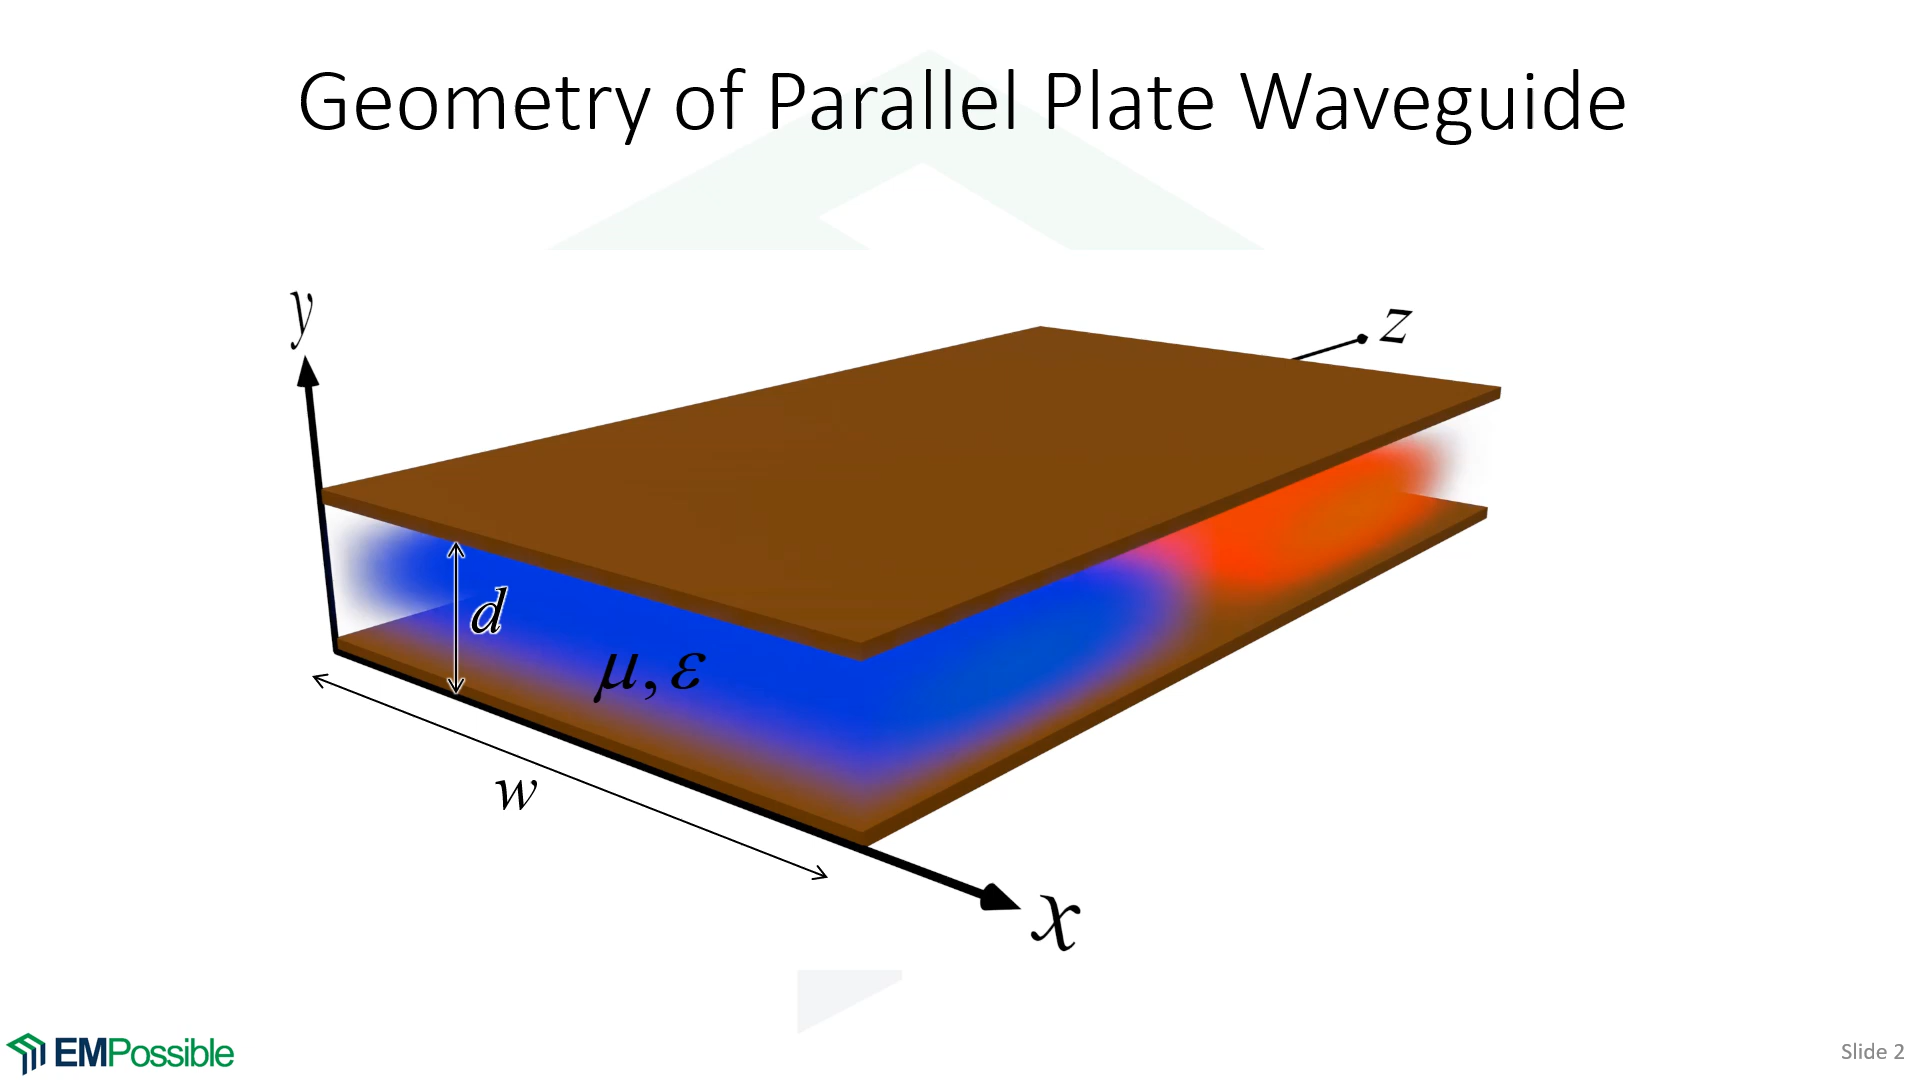 Geometry of Parallel Plate Waveguide
y
z
d
μ, ε
w
x
EMPossible
Slide 2